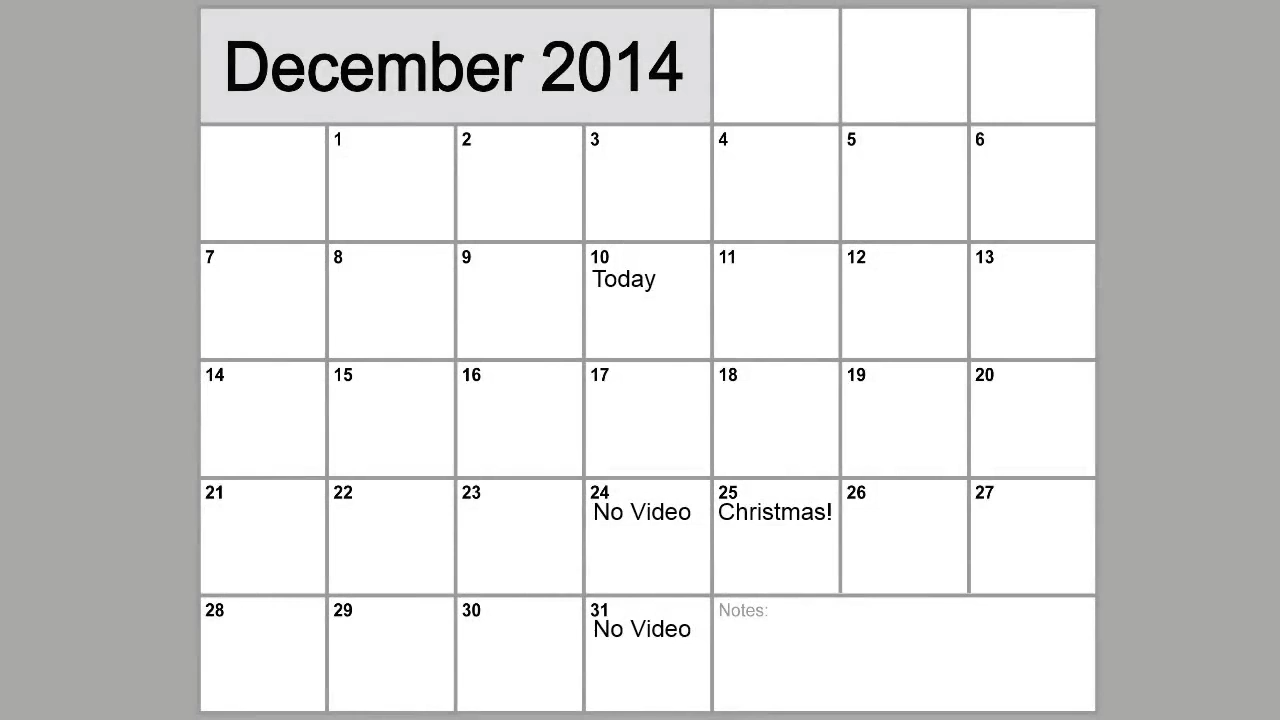 December 2014
1 2 3 4 5 6
7 8 9 10 11 12 13
Today
14 15 16 17 18 19 20
21 22 23 24 25 26 27
No Video Christmas!
28 29 30 31 Notes:
No Video